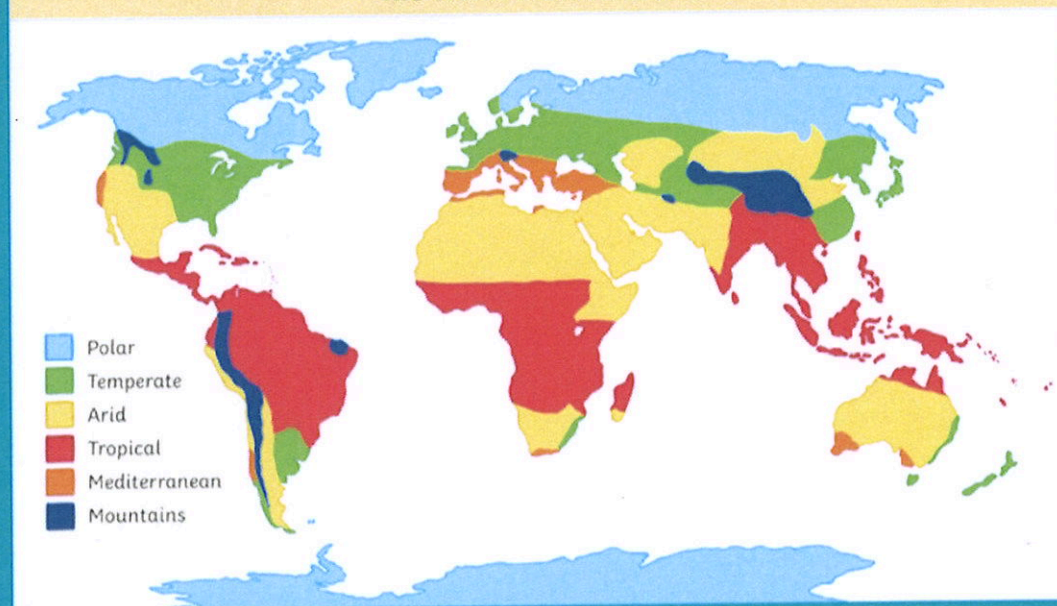 Polar
Temperate
Arid
Tropical
Mediterranean
Mountains